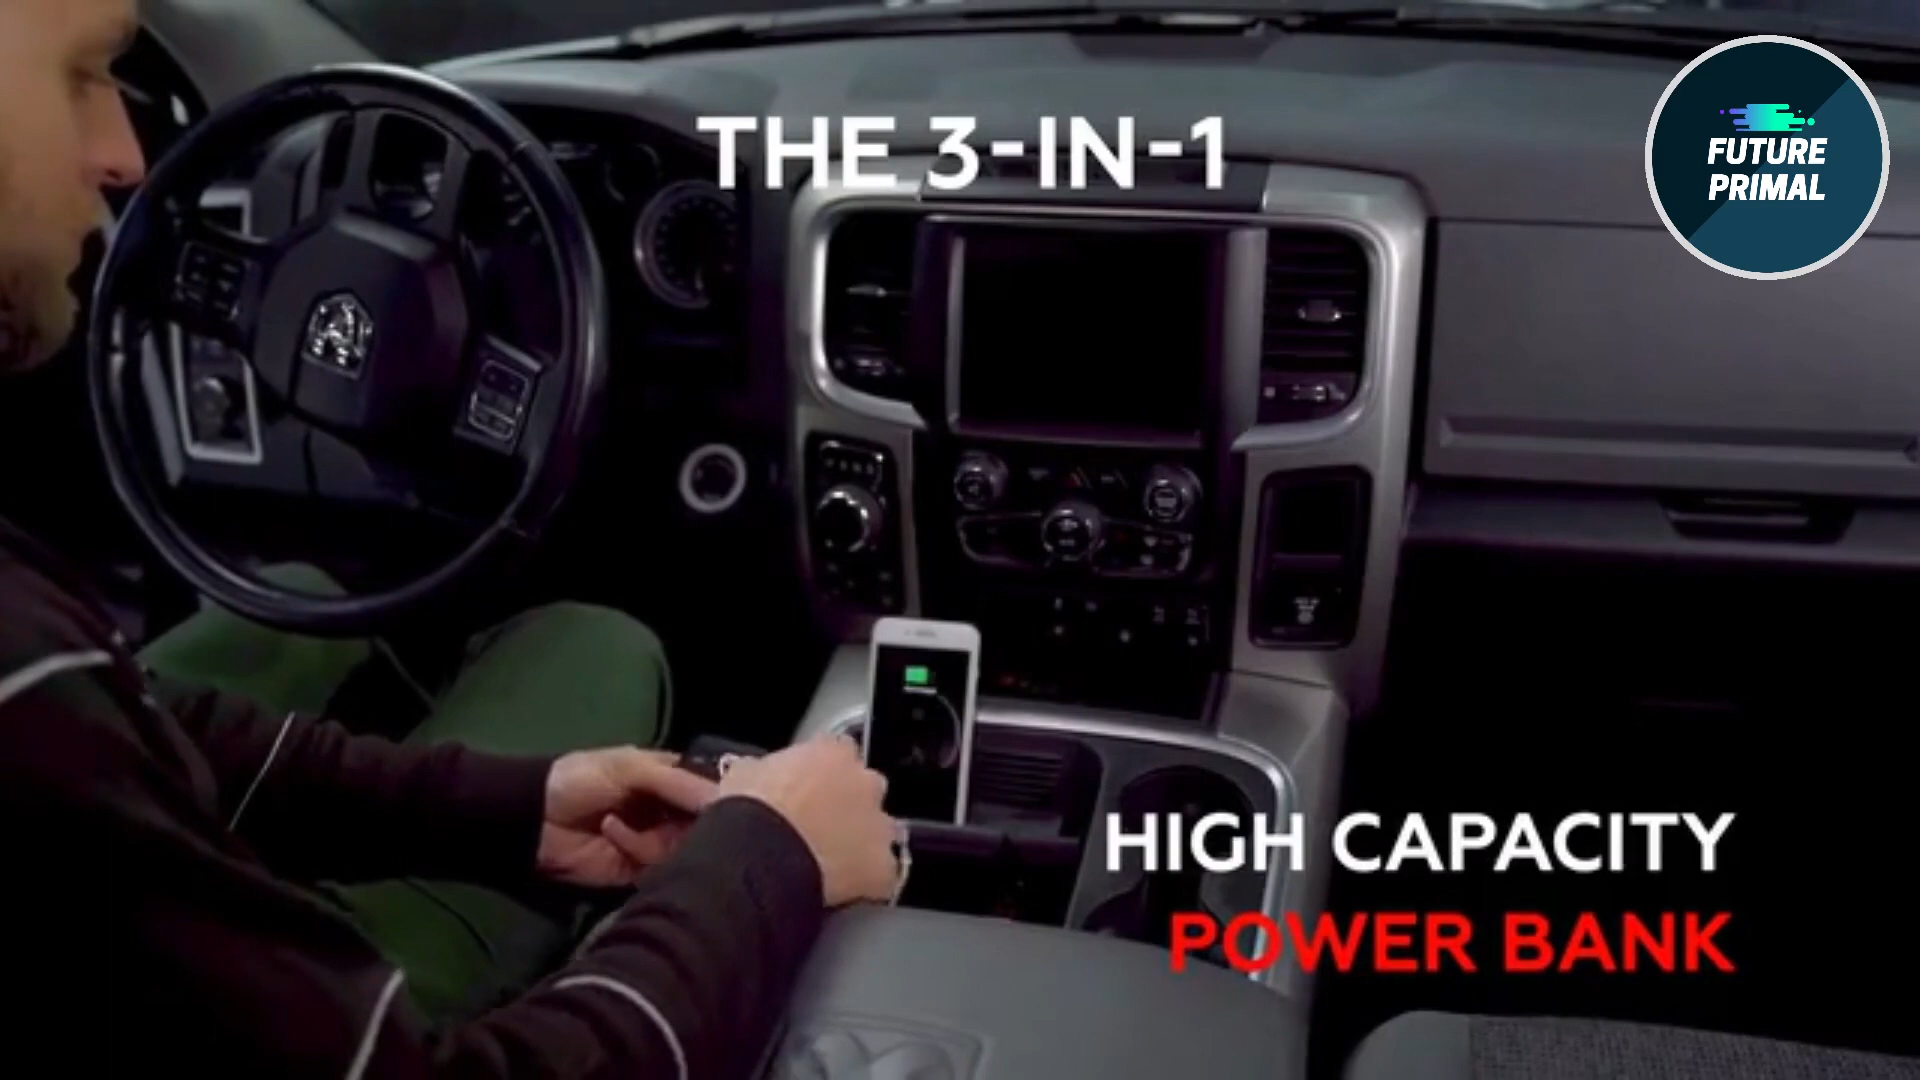 THE 3-IN-1
FUTURE
PRIMAL
HIGH CAPACITY
POWER BANK